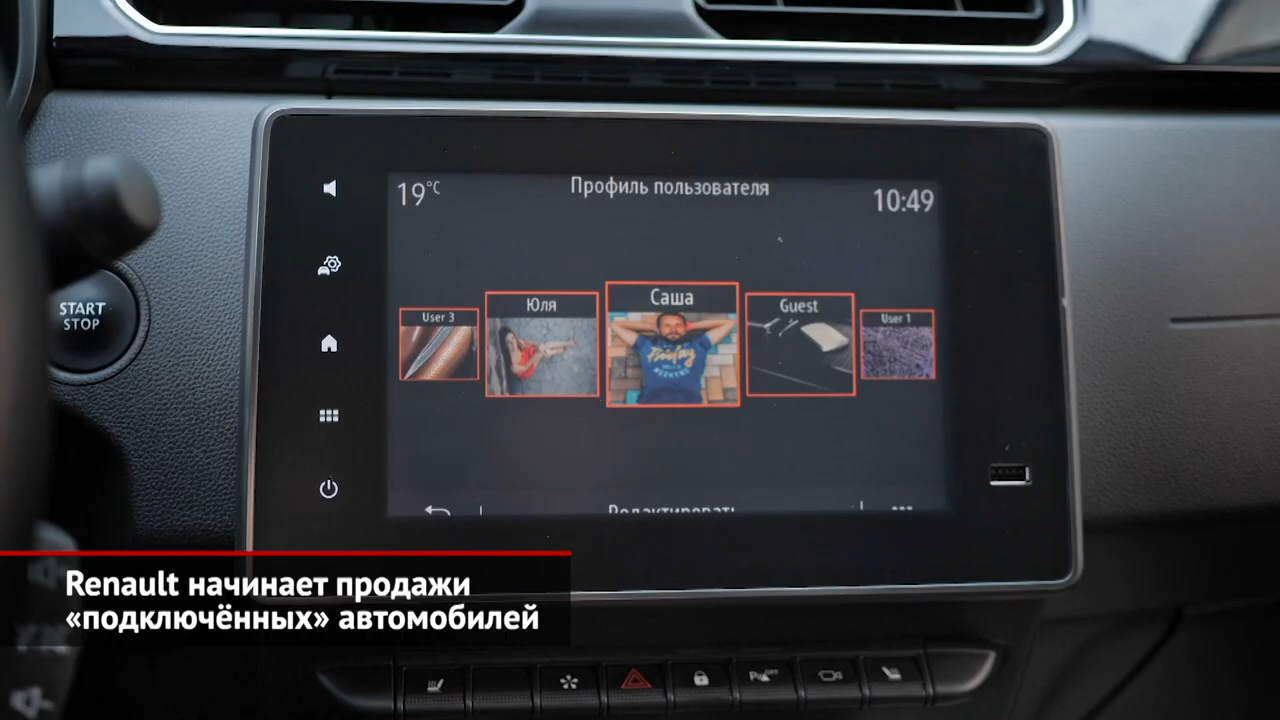 19°C
Профиль пользователя
10:49
User 3
Юля
Саша
Guest
User 1
START
STOP
Редактировать
Renault начинает продажи
«подключённых» автомобилей